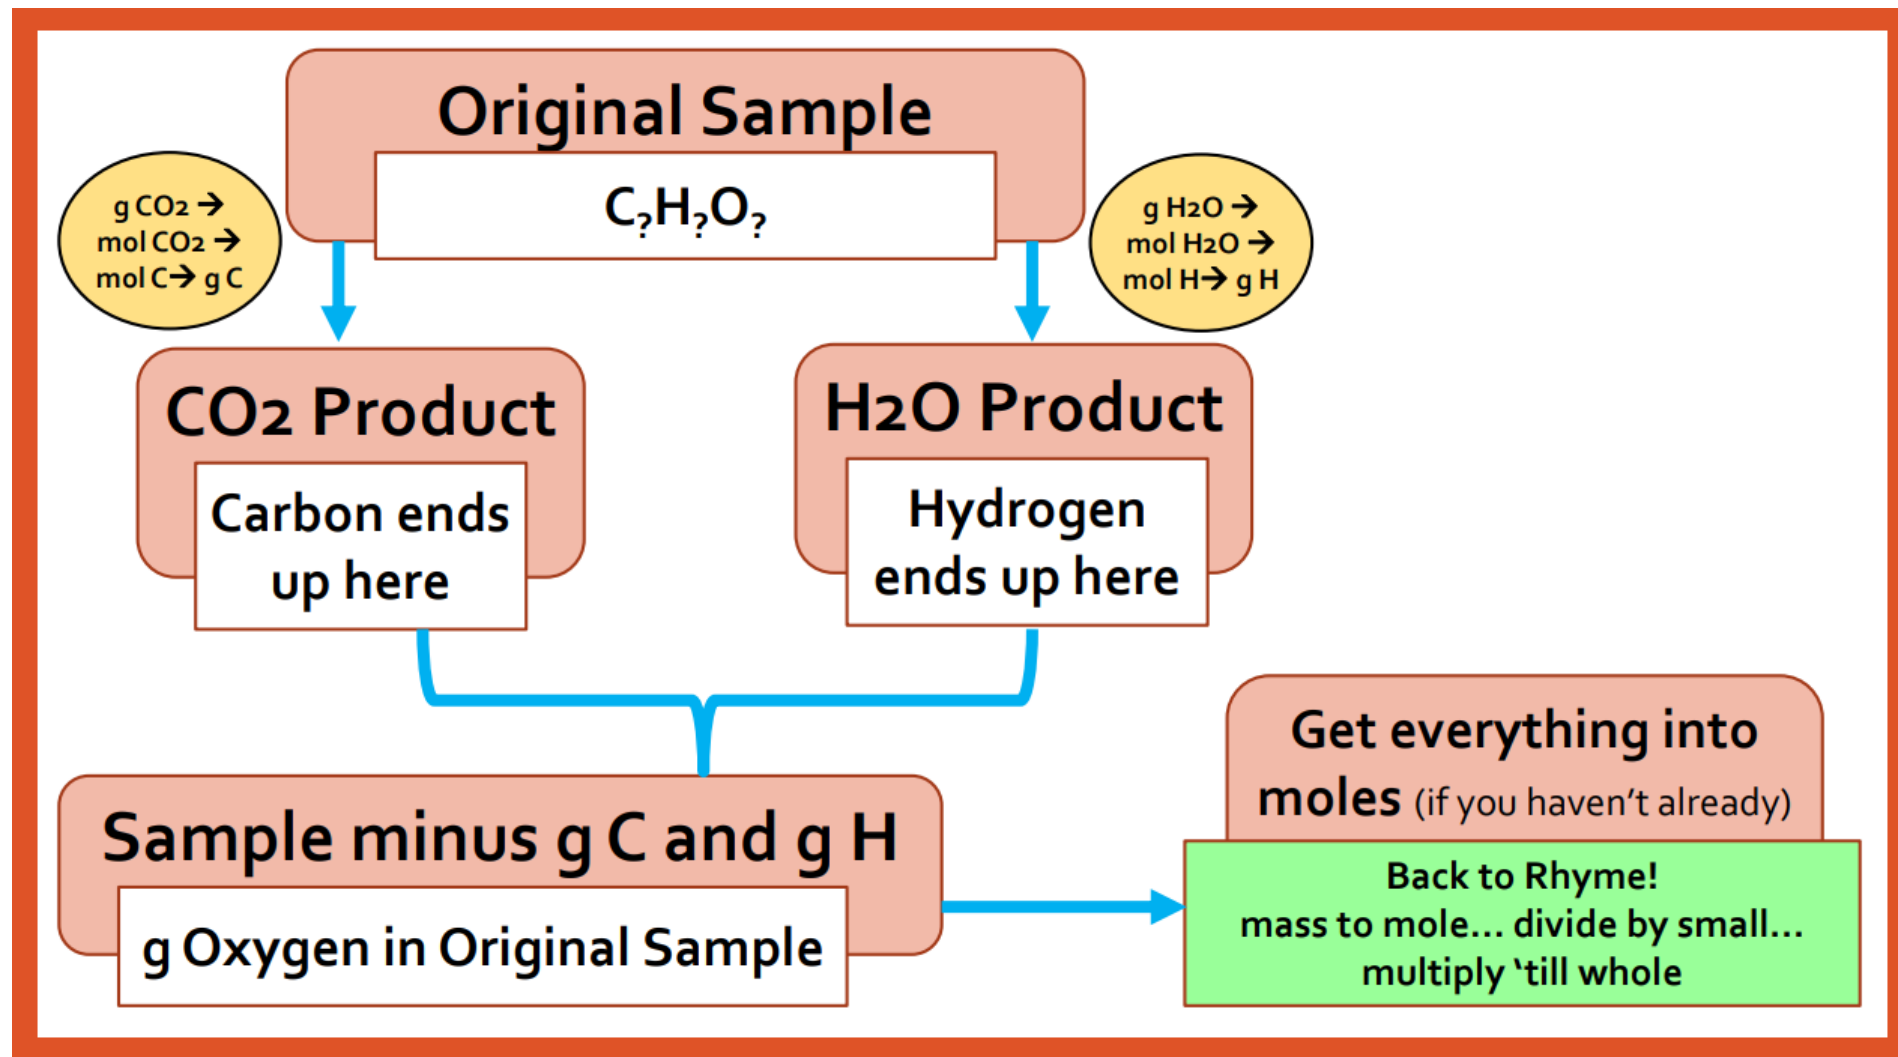 Original Sample
C?H?O?
g CO2 →
mol CO2 →
mol C→ g C
g H2O →
mol H2O →
mol H→ g H
CO2 Product
Carbon ends
up here
H2O Product
Hydrogen
ends up here
Sample minus g C and g H
g Oxygen in Original Sample
Get everything into
moles (if you haven’t already)
Back to Rhyme!
mass to mole... divide by small...
multiply ‘till whole